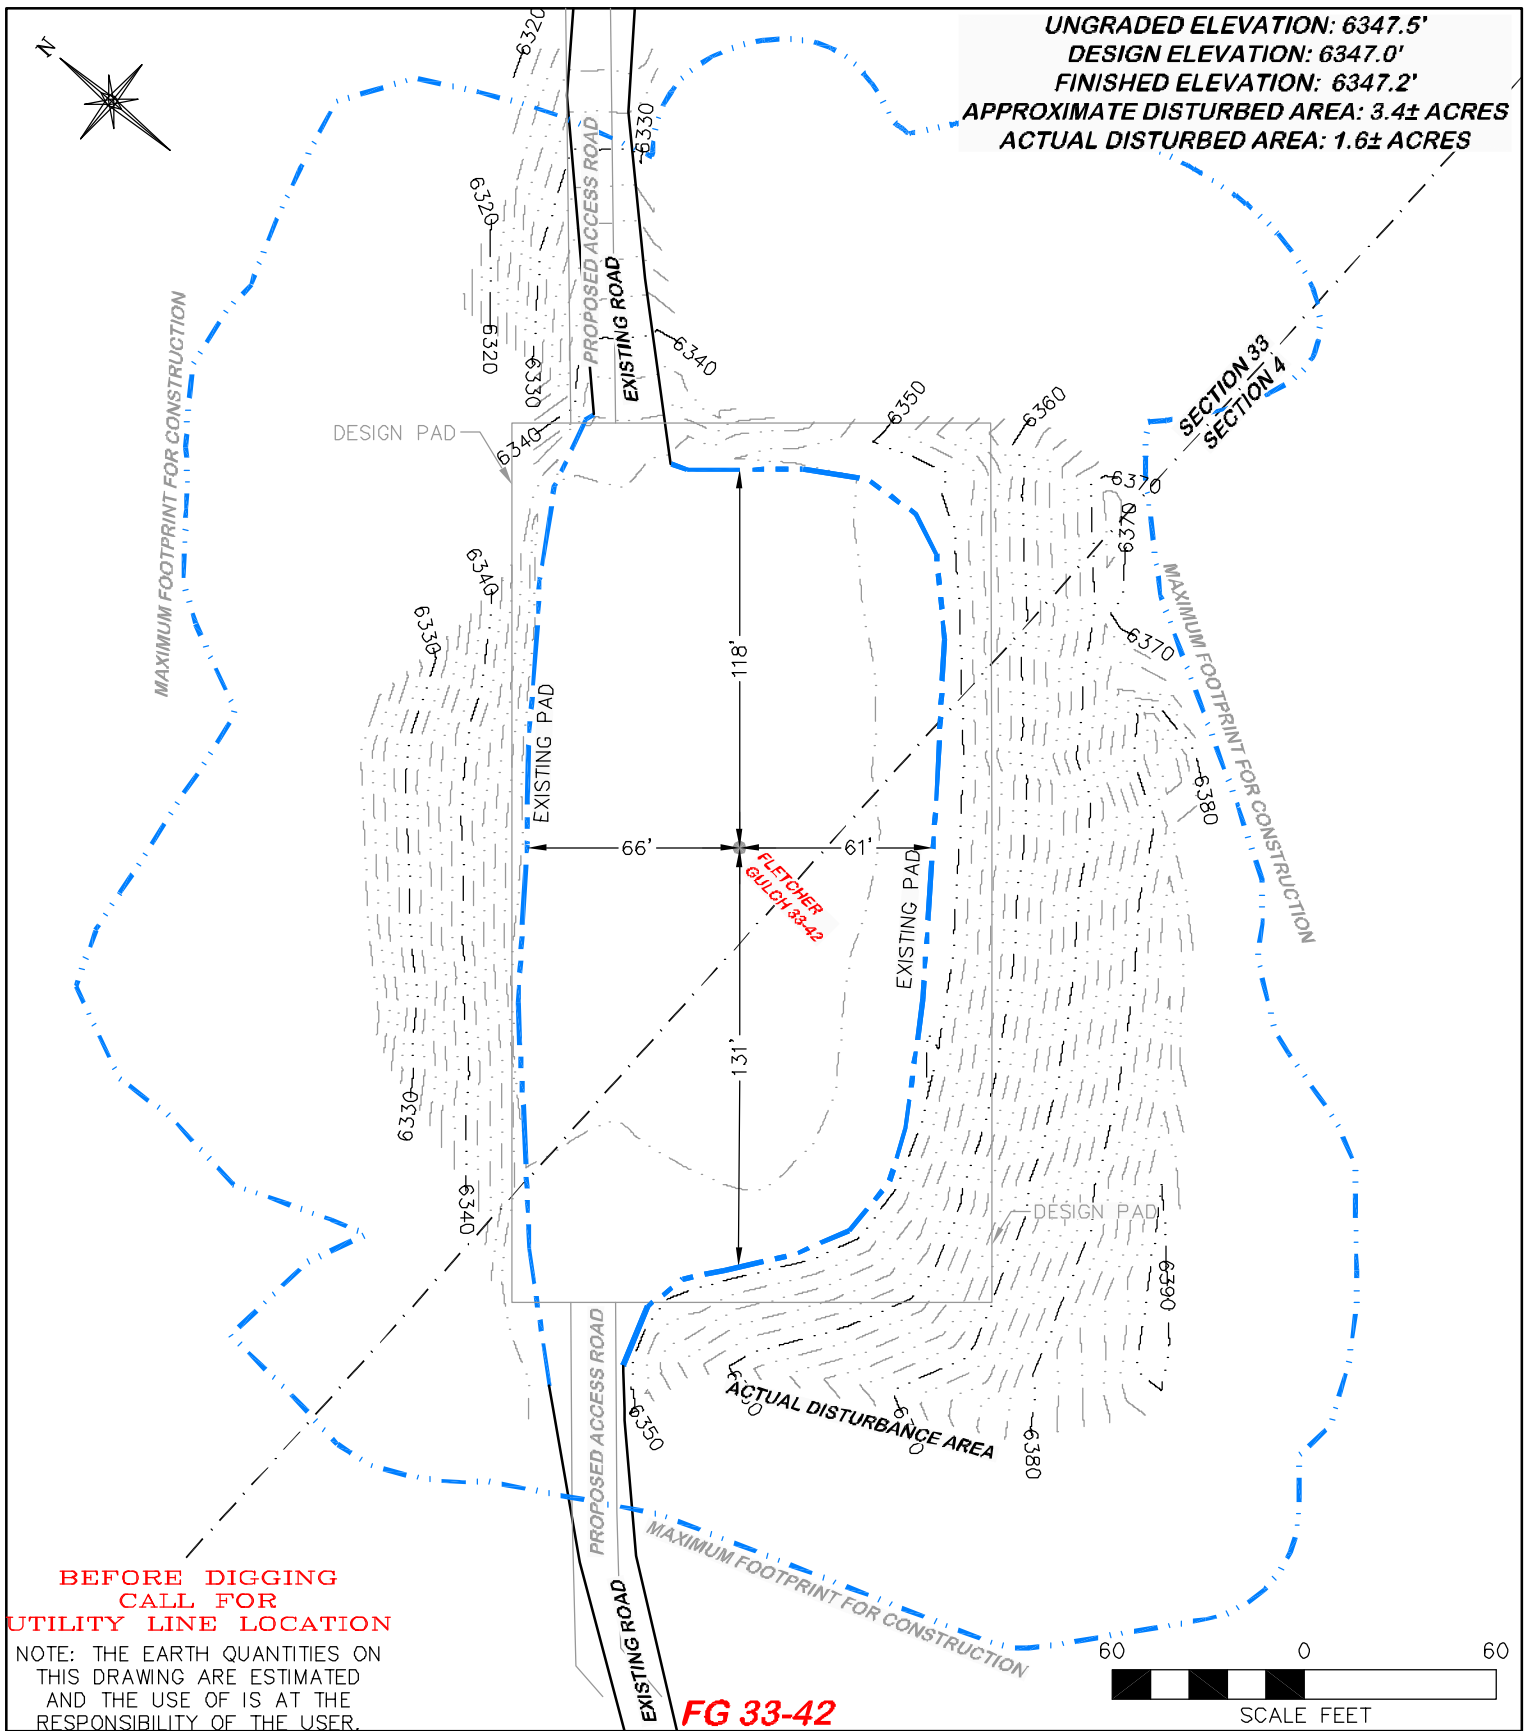 UNGRADED ELEVATION: 6347.5'
DESIGN ELEVATION: 6347.0'
FINISHED ELEVATION: 6347.2'
APPROXIMATE DISTURBED AREA: 3.4± ACRES
ACTUAL DISTURBED AREA: 1.6± ACRES
N
6320
6330
PROPOSED ACCESS ROAD
EXISTING ROAD
6320
6320
6330
6340
6340
MAXIMUM FOOTPRINT FOR CONSTRUCTION
DESIGN PAD
6350
6360
SECTION 33
SECTION 4
6370
6370
6370
6340
6330
118'
EXISTING PAD
MAXIMUM FOOTPRINT FOR CONSTRUCTION
6380
66'
61'
FLETCHER
GULCH 33-42
EXISTING PAD
131'
6330
6340
DESIGN PAD
6390
PROPOSED ACCESS ROAD
6350
ACTUAL DISTURBANCE AREA
6380
MAXIMUM FOOTPRINT FOR CONSTRUCTION
EXISTING ROAD
BEFORE DIGGING
CALL FOR
UTILITY LINE LOCATION
NOTE: THE EARTH QUANTITIES ON
THIS DRAWING ARE ESTIMATED
AND THE USE OF IS AT THE
RESPONSIBILITY OF THE USER.
FG 33-42
60 0 60
SCALE FEET